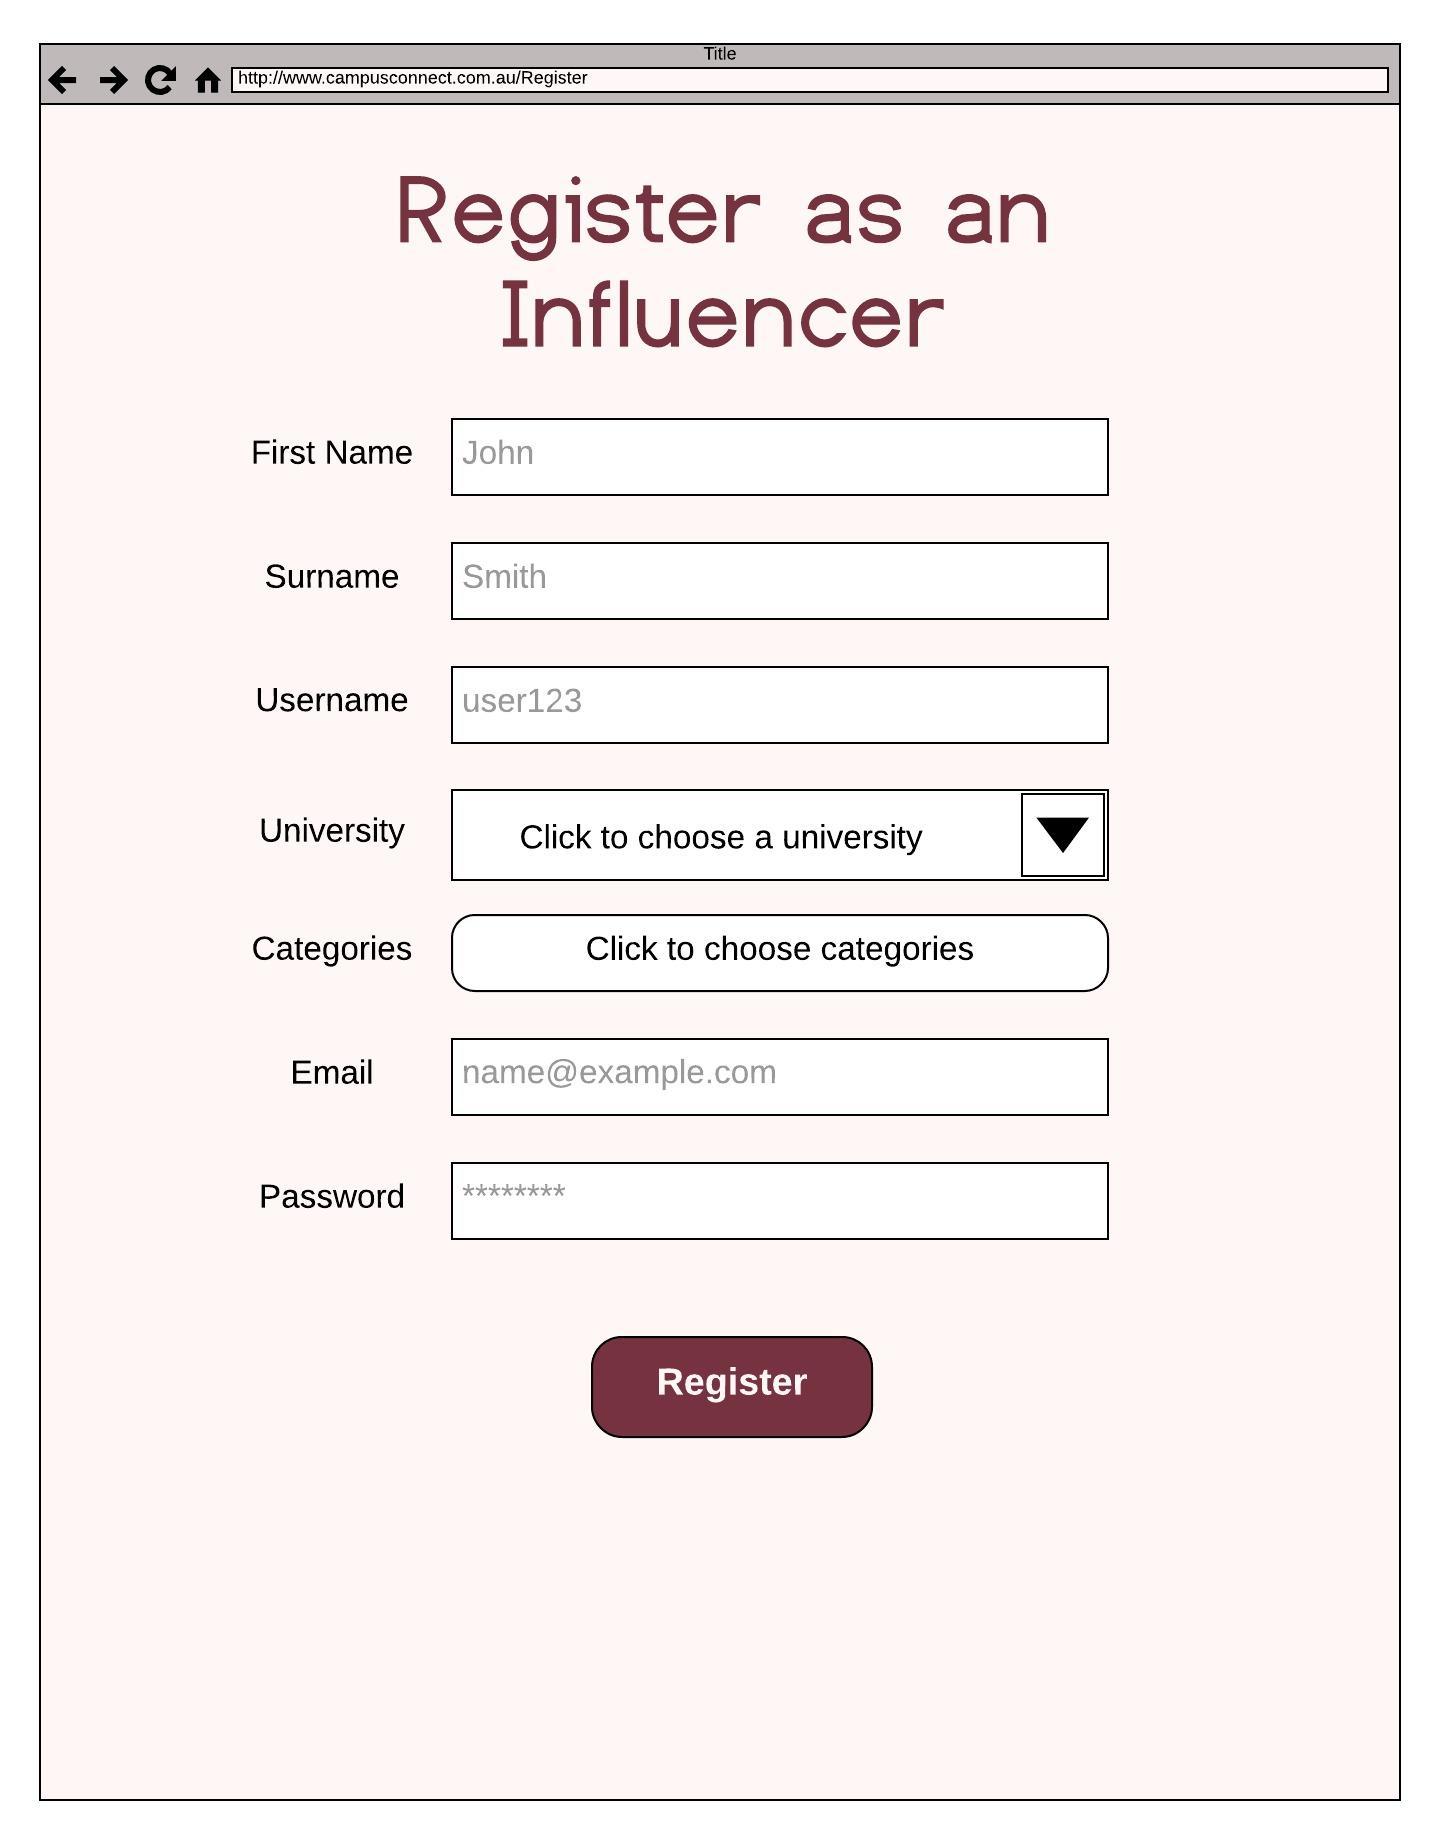 Title
http://www.campusconnect.com.au/Register
Register as an
Influencer
First Name
John
Surname
Smith
Username
user123
University
Click to choose a university
Categories
Click to choose categories
Email
name@example.com
Password
********
Register